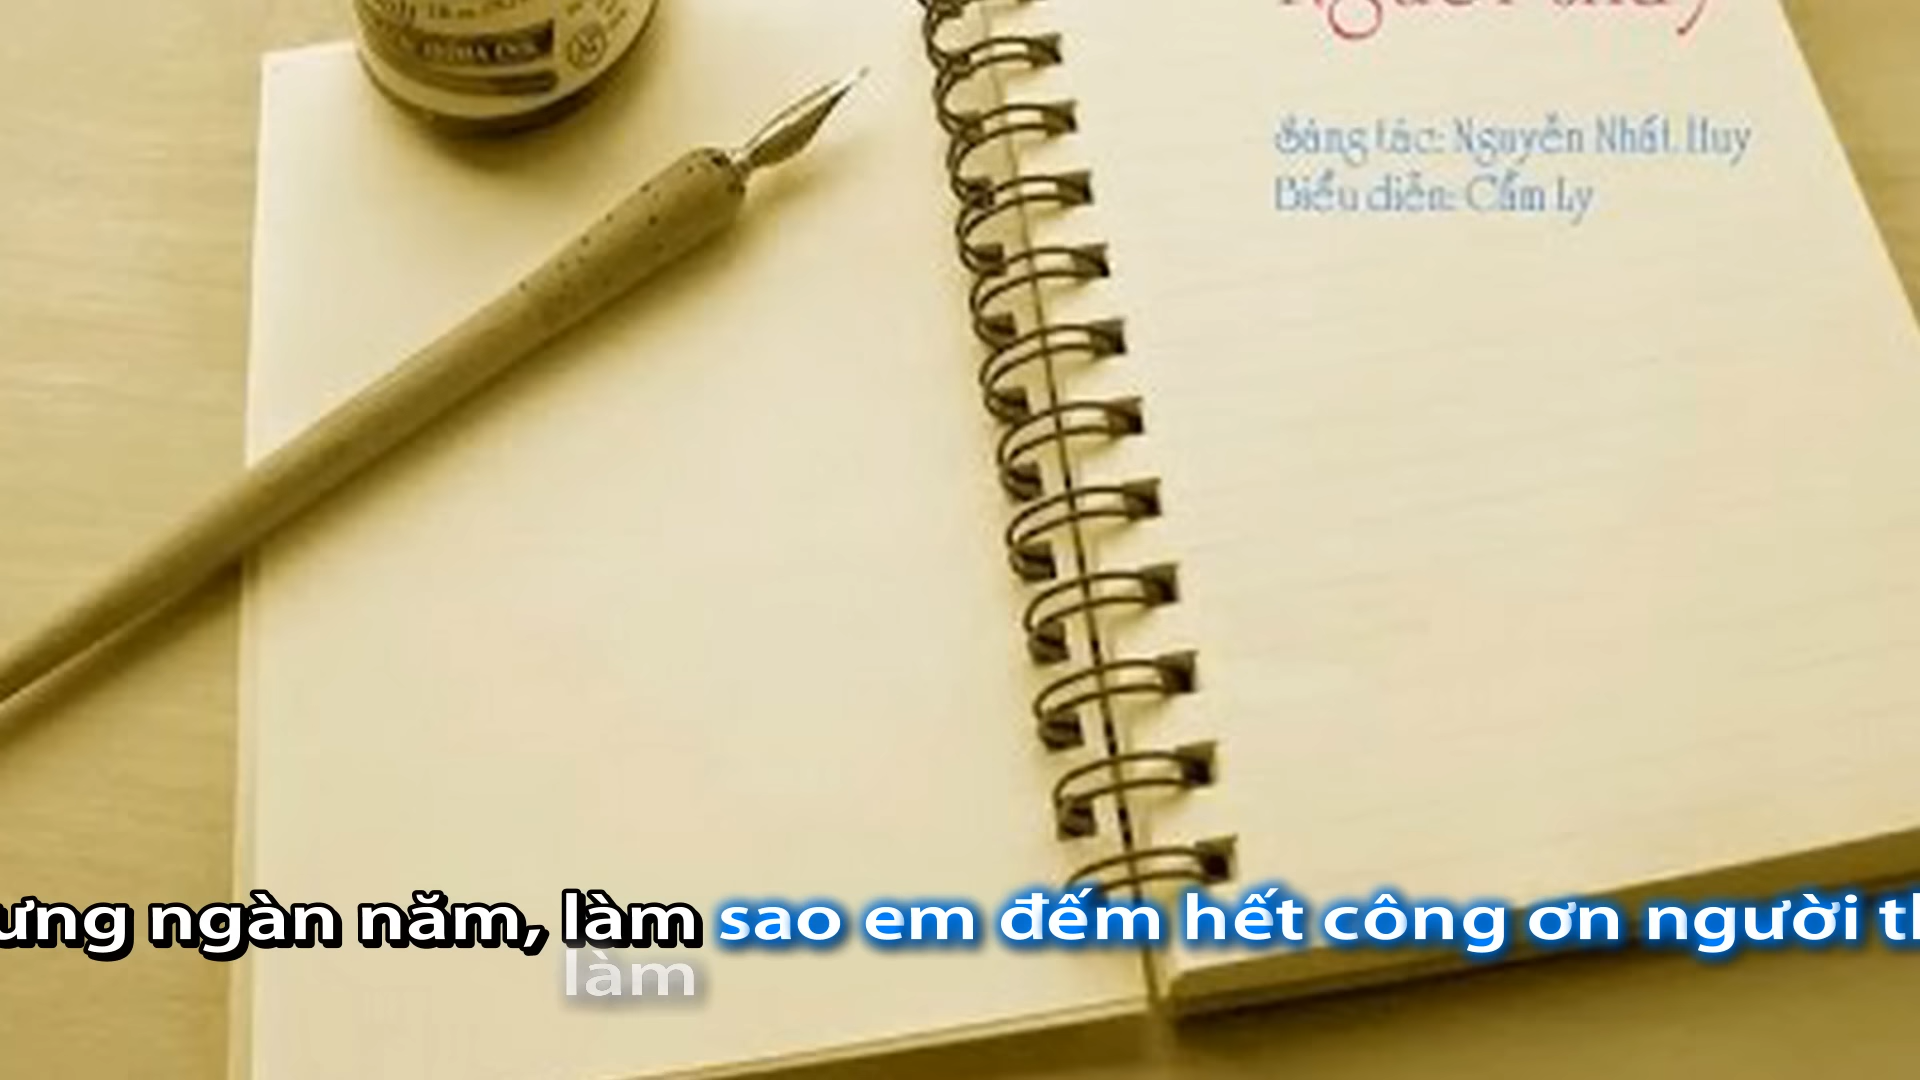 Sáng tác: Nguyễn Nhất Huy
Biểu diễn: Cẩm Ly
ưng ngàn năm, làm sao em đếm hết công ơn người th
làm